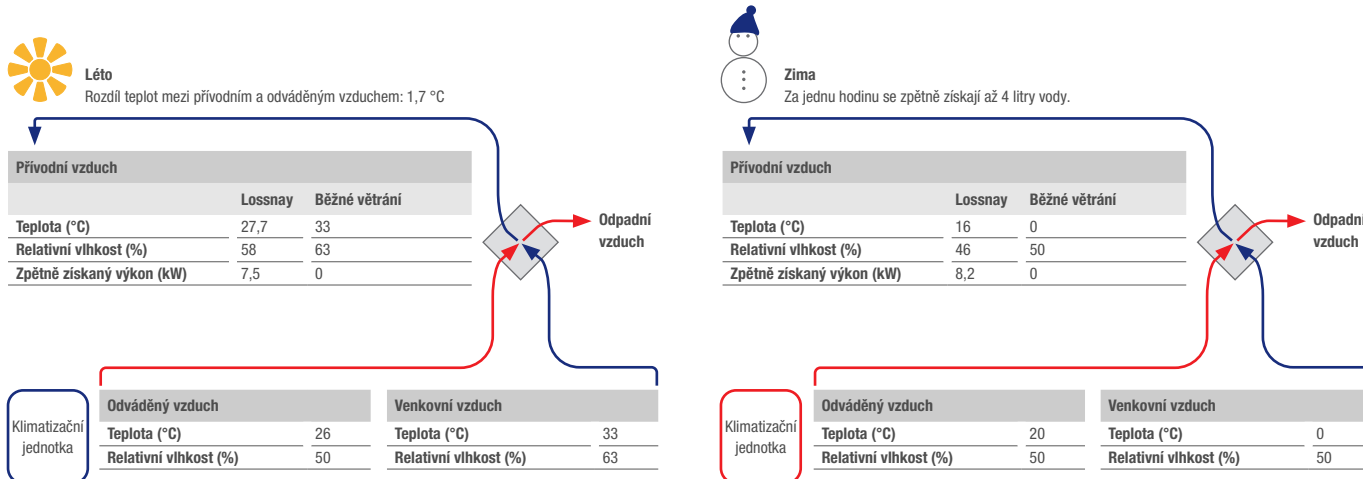 Léto
Rozdíl teplot mezi přívodním a odváděným vzduchem: 1,7 °C
Přívodní vzduch
Lossnay Běžné větrání
Teplota (°C) 27,7 33
Relativní vlhkost (%) 58 63
Zpětně získaný výkon (kW) 7,5 0
Odpadní
vzduch
Klimatizační
jednotka
Odváděný vzduch
Teplota (°C) 26
Relativní vlhkost (%) 50
Venkovní vzduch
Teplota (°C) 33
Relativní vlhkost (%) 63
Zima
Za jednu hodinu se zpětně získají až 4 litry vody.
Přívodní vzduch
Lossnay Běžné větrání
Teplota (°C) 16 0
Relativní vlhkost (%) 46 50
Zpětně získaný výkon (kW) 8,2 0
Odpadní
vzduch
Klimatizační
jednotka
Odváděný vzduch
Teplota (°C) 20
Relativní vlhkost (%) 50
Venkovní vzduch
Teplota (°C) 0
Relativní vlhkost (%) 50